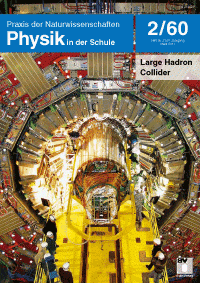 Praxis der Naturwissenschaften
Physik in der Schule
2/60
Large Hadron
Collider